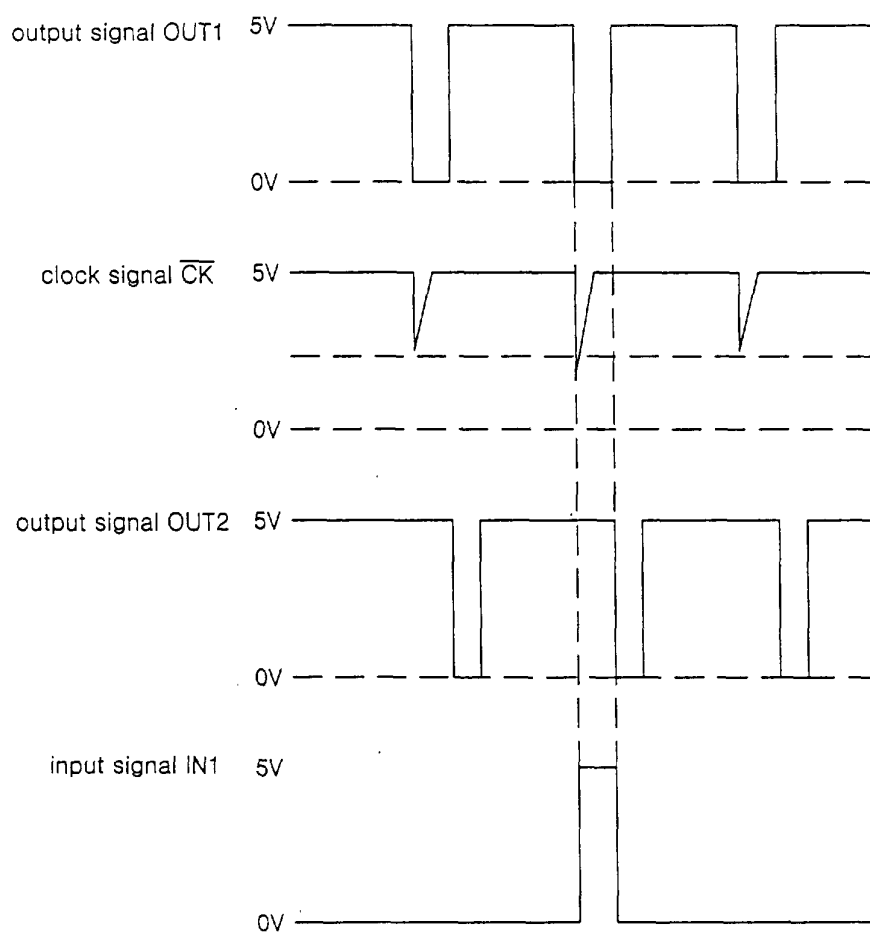 output signal OUT1 5V
0V
clock signal C̅K̅ 5V
0V
output signal OUT2 5V
0V
input signal IN1 5V
0V